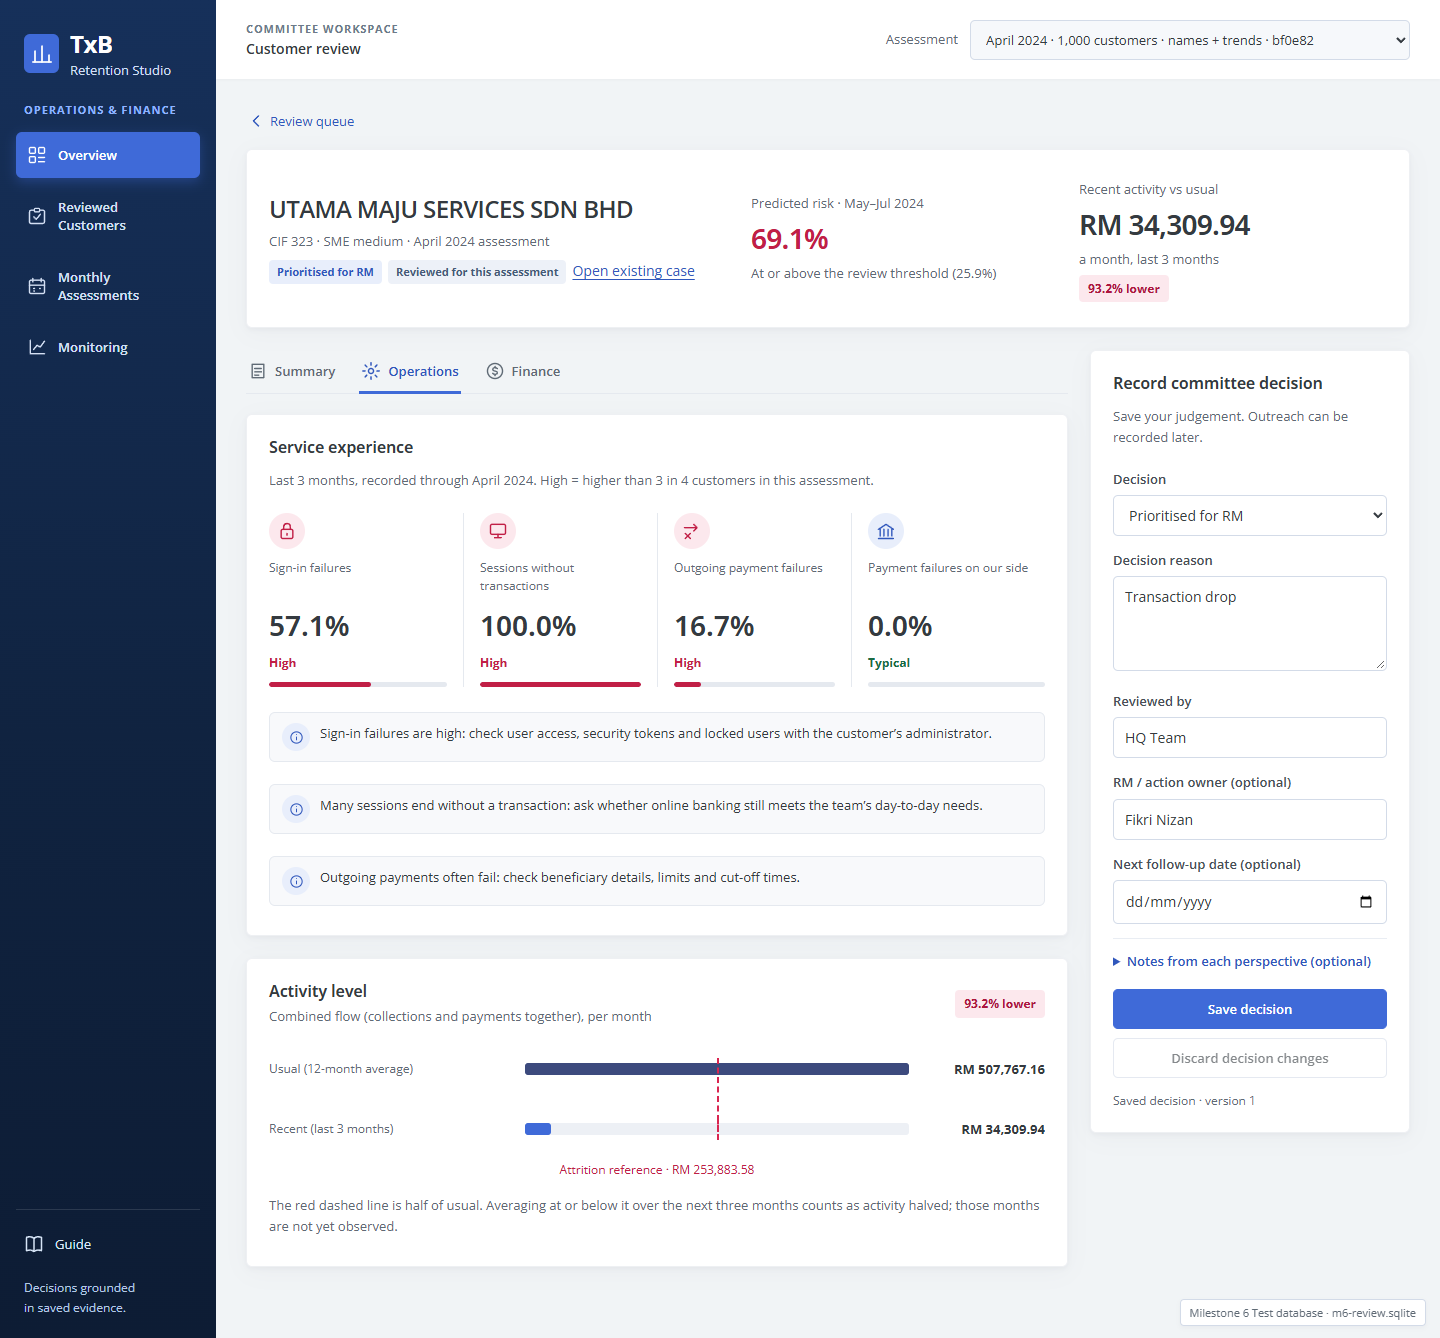 TxB
Retention Studio
OPERATIONS & FINANCE
Overview
Reviewed
Customers
Monthly
Assessments
Monitoring
Guide
Decisions grounded
in saved evidence.
COMMITTEE WORKSPACE
Customer review
Assessment
April 2024 · 1,000 customers · names + trends · bf0e82
Review queue
UTAMA MAJU SERVICES SDN BHD
CIF 323 · SME medium · April 2024 assessment
Prioritised for RM
Reviewed for this assessment
Open existing case
Predicted risk · May–Jul 2024
69.1%
At or above the review threshold (25.9%)
Recent activity vs usual
RM 34,309.94
a month, last 3 months
93.2% lower
Summary
Operations
Finance
Service experience
Last 3 months, recorded through April 2024. High = higher than 3 in 4 customers in this assessment.
Sign-in failures
57.1%
High
Sessions without
transactions
100.0%
High
Outgoing payment failures
16.7%
High
Payment failures on our side
0.0%
Typical
Sign-in failures are high: check user access, security tokens and locked users with the customer’s administrator.
Many sessions end without a transaction: ask whether online banking still meets the team’s day-to-day needs.
Outgoing payments often fail: check beneficiary details, limits and cut-off times.
Activity level
Combined flow (collections and payments together), per month
93.2% lower
Usual (12-month average)
RM 507,767.16
Recent (last 3 months)
RM 34,309.94
Attrition reference · RM 253,883.58
The red dashed line is half of usual. Averaging at or below it over the next three months counts as activity halved; those months
are not yet observed.
Record committee decision
Save your judgement. Outreach can be
recorded later.
Decision
Prioritised for RM
Decision reason
Transaction drop
Reviewed by
HQ Team
RM / action owner (optional)
Fikri Nizan
Next follow-up date (optional)
dd/mm/yyyy
Notes from each perspective (optional)
Save decision
Discard decision changes
Saved decision · version 1
Milestone 6 Test database · m6-review.sqlite